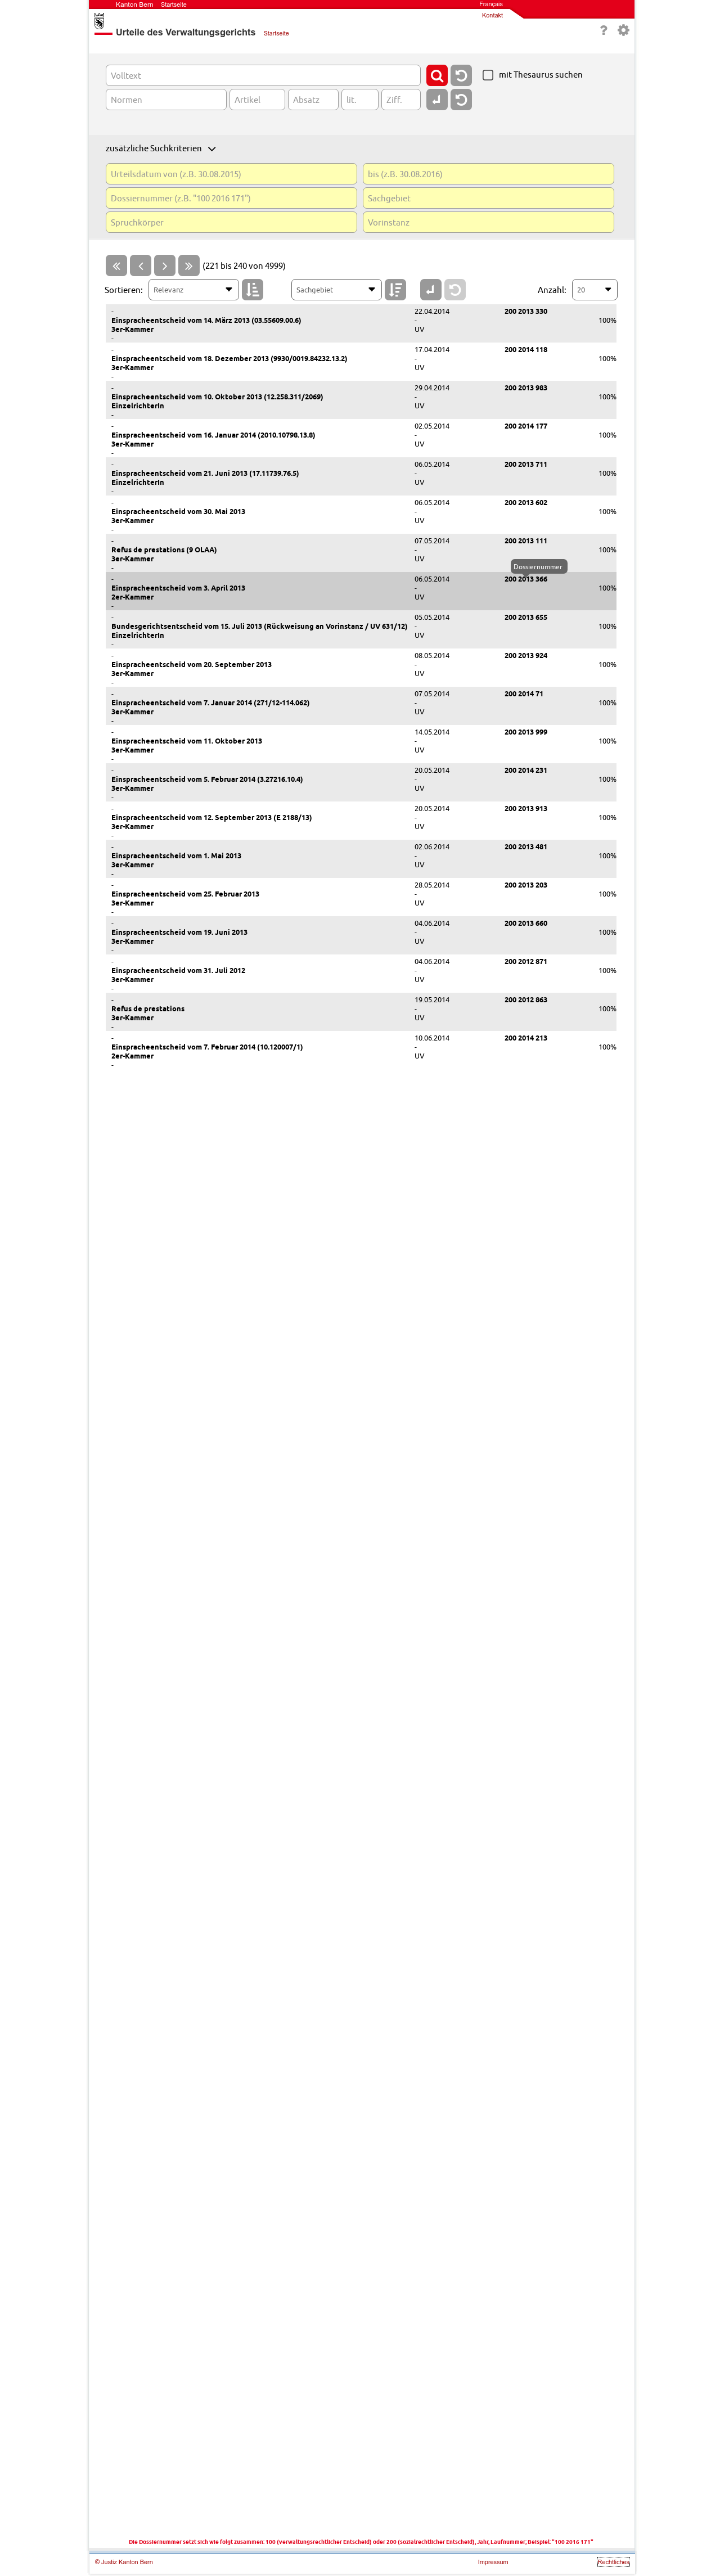 Kanton Bern Startseite Français
Kontakt
Urteile des Verwaltungsgerichts Startseite
?
Volltext
mit Thesaurus suchen
Normen Artikel Absatz lit. Ziff.
zusätzliche Suchkriterien
Urteilsdatum von (z.B. 30.08.2015) bis (z.B. 30.08.2016)
Dossiernummer (z.B. "100 2016 171") Sachgebiet
Spruchkörper Vorinstanz
(221 bis 240 von 4999)
Sortieren: Relevanz Sachgebiet Anzahl: 20
- 22.04.2014 200 2013 330
Einspracheentscheid vom 14. März 2013 (03.55609.00.6) - 100%
3er-Kammer UV
-
- 17.04.2014 200 2014 118
Einspracheentscheid vom 18. Dezember 2013 (9930/0019.84232.13.2) - 100%
3er-Kammer UV
-
- 29.04.2014 200 2013 983
Einspracheentscheid vom 10. Oktober 2013 (12.258.311/2069) - 100%
EinzelrichterIn UV
-
- 02.05.2014 200 2014 177
Einspracheentscheid vom 16. Januar 2014 (2010.10798.13.8) - 100%
3er-Kammer UV
-
- 06.05.2014 200 2013 711
Einspracheentscheid vom 21. Juni 2013 (17.11739.76.5) - 100%
EinzelrichterIn UV
-
- 06.05.2014 200 2013 602
Einspracheentscheid vom 30. Mai 2013 - 100%
3er-Kammer UV
-
- 07.05.2014 200 2013 111
Refus de prestations (9 OLAA) - 100%
3er-Kammer UV
-
Dossiernummer
- 06.05.2014 200 2013 366
Einspracheentscheid vom 3. April 2013 - 100%
2er-Kammer UV
-
- 05.05.2014 200 2013 655
Bundesgerichtsentscheid vom 15. Juli 2013 (Rückweisung an Vorinstanz / UV 631/12) - 100%
EinzelrichterIn UV
-
- 08.05.2014 200 2013 924
Einspracheentscheid vom 20. September 2013 - 100%
3er-Kammer UV
-
- 07.05.2014 200 2014 71
Einspracheentscheid vom 7. Januar 2014 (271/12-114.062) - 100%
3er-Kammer UV
-
- 14.05.2014 200 2013 999
Einspracheentscheid vom 11. Oktober 2013 - 100%
3er-Kammer UV
-
- 20.05.2014 200 2014 231
Einspracheentscheid vom 5. Februar 2014 (3.27216.10.4) - 100%
3er-Kammer UV
-
- 20.05.2014 200 2013 913
Einspracheentscheid vom 12. September 2013 (E 2188/13) - 100%
3er-Kammer UV
-
- 02.06.2014 200 2013 481
Einspracheentscheid vom 1. Mai 2013 - 100%
3er-Kammer UV
-
- 28.05.2014 200 2013 203
Einspracheentscheid vom 25. Februar 2013 - 100%
3er-Kammer UV
-
- 04.06.2014 200 2013 660
Einspracheentscheid vom 19. Juni 2013 - 100%
3er-Kammer UV
-
- 04.06.2014 200 2012 871
Einspracheentscheid vom 31. Juli 2012 - 100%
3er-Kammer UV
-
- 19.05.2014 200 2012 863
Refus de prestations - 100%
3er-Kammer UV
-
- 10.06.2014 200 2014 213
Einspracheentscheid vom 7. Februar 2014 (10.120007/1) - 100%
2er-Kammer UV
-
Die Dossiernummer setzt sich wie folgt zusammen: 100 (verwaltungsrechtlicher Entscheid) oder 200 (sozialrechtlicher Entscheid), Jahr, Laufnummer; Beispiel: "100 2016 171"
© Justiz Kanton Bern Impressum Rechtliches